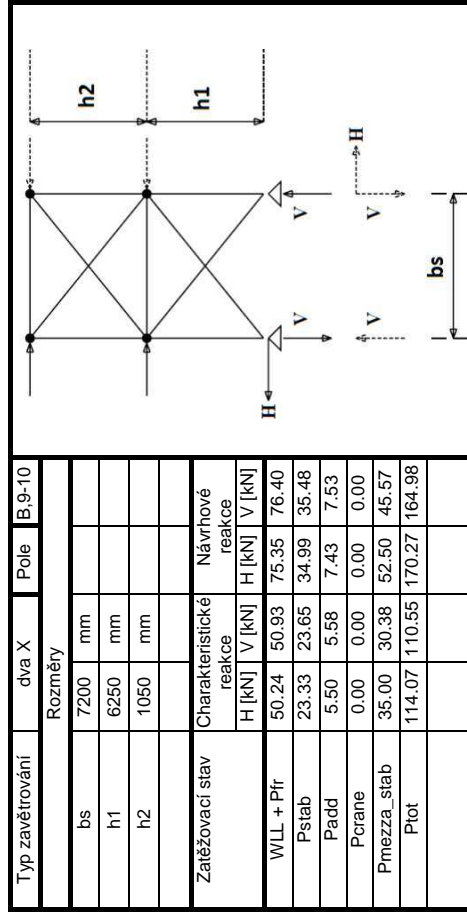 Typ zavětrování dva X Pole B,9-10
Rozměry
bs 7200 mm
h1 6250 mm
h2 1050 mm
Zatěžovací stav Charakteristické reakce Návrhové reakce
H [kN] V [kN] H [kN] V [kN]
WLL + Pfr 50.24 50.93 75.35 76.40
Pstab 23.33 23.65 34.99 35.48
Padd 5.50 5.58 7.43 7.53
Pcrane 0.00 0.00 0.00 0.00
Pmezza_stab 35.00 30.38 52.50 45.57
Ptot 114.07 110.55 170.27 164.98
h2
h1
H V V
V V H
bs